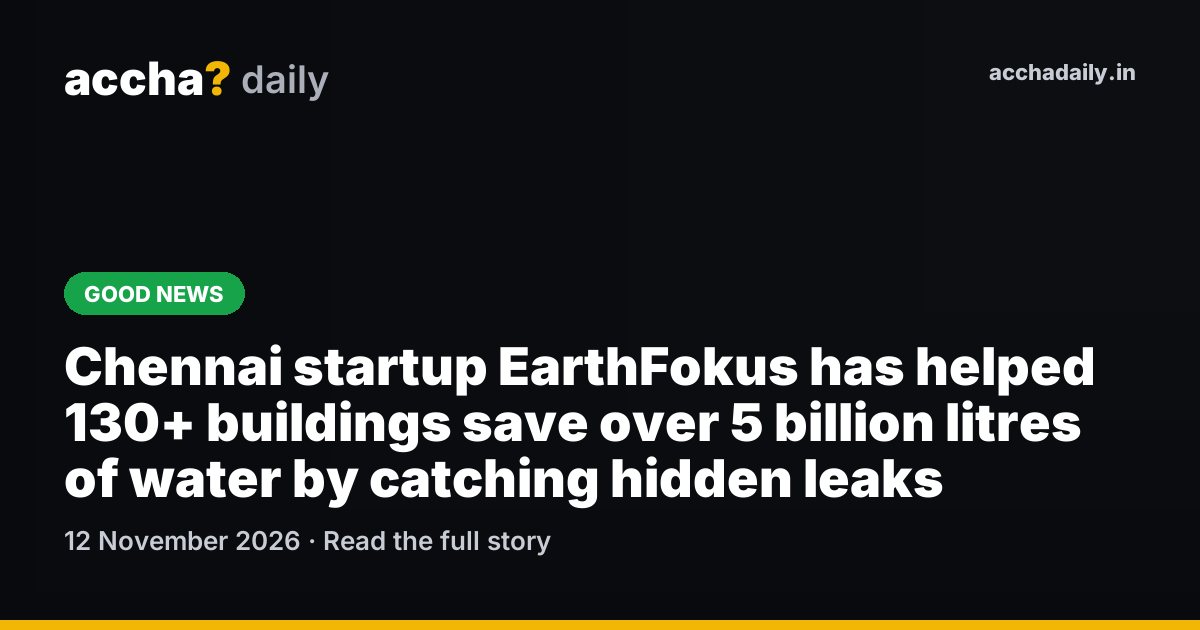 accha? daily
acchadaily.in
GOOD NEWS
Chennai startup EarthFokus has helped
130+ buildings save over 5 billion litres
of water by catching hidden leaks
12 November 2026 · Read the full story